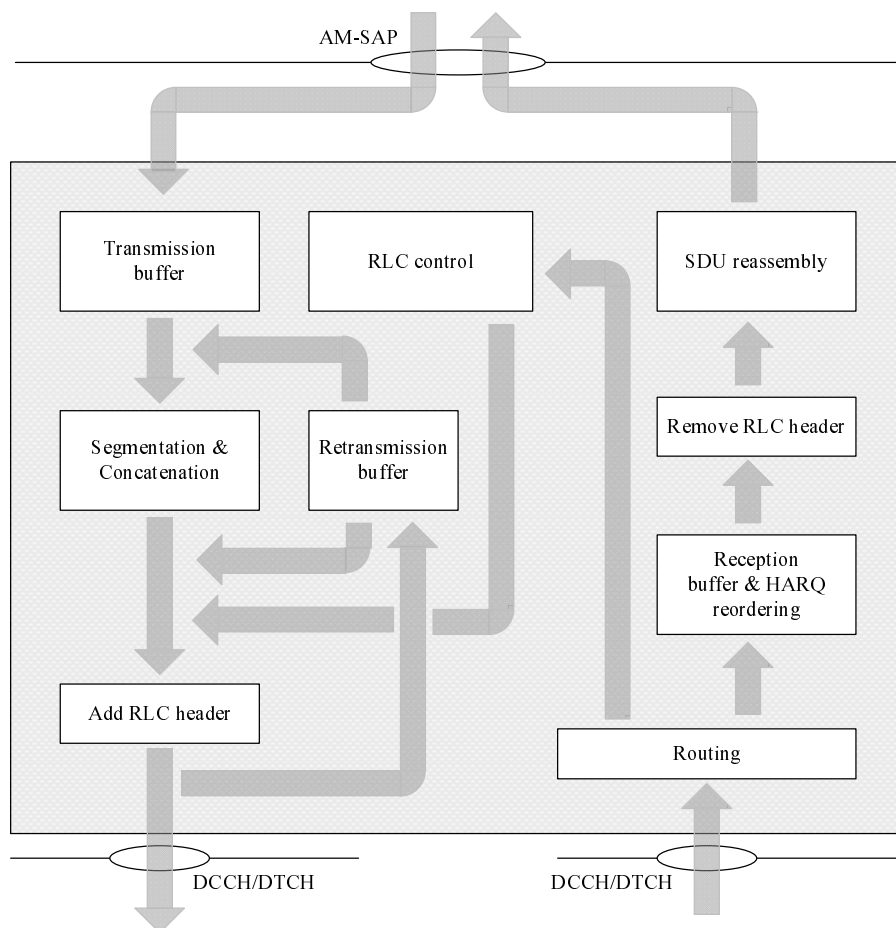 AM-SAP
Transmission
buffer
RLC control
SDU reassembly
Segmentation &
Concatenation
Retransmission
buffer
Remove RLC header
Reception
buffer & HARQ
reordering
Add RLC header
Routing
DCCH/DTCH
DCCH/DTCH